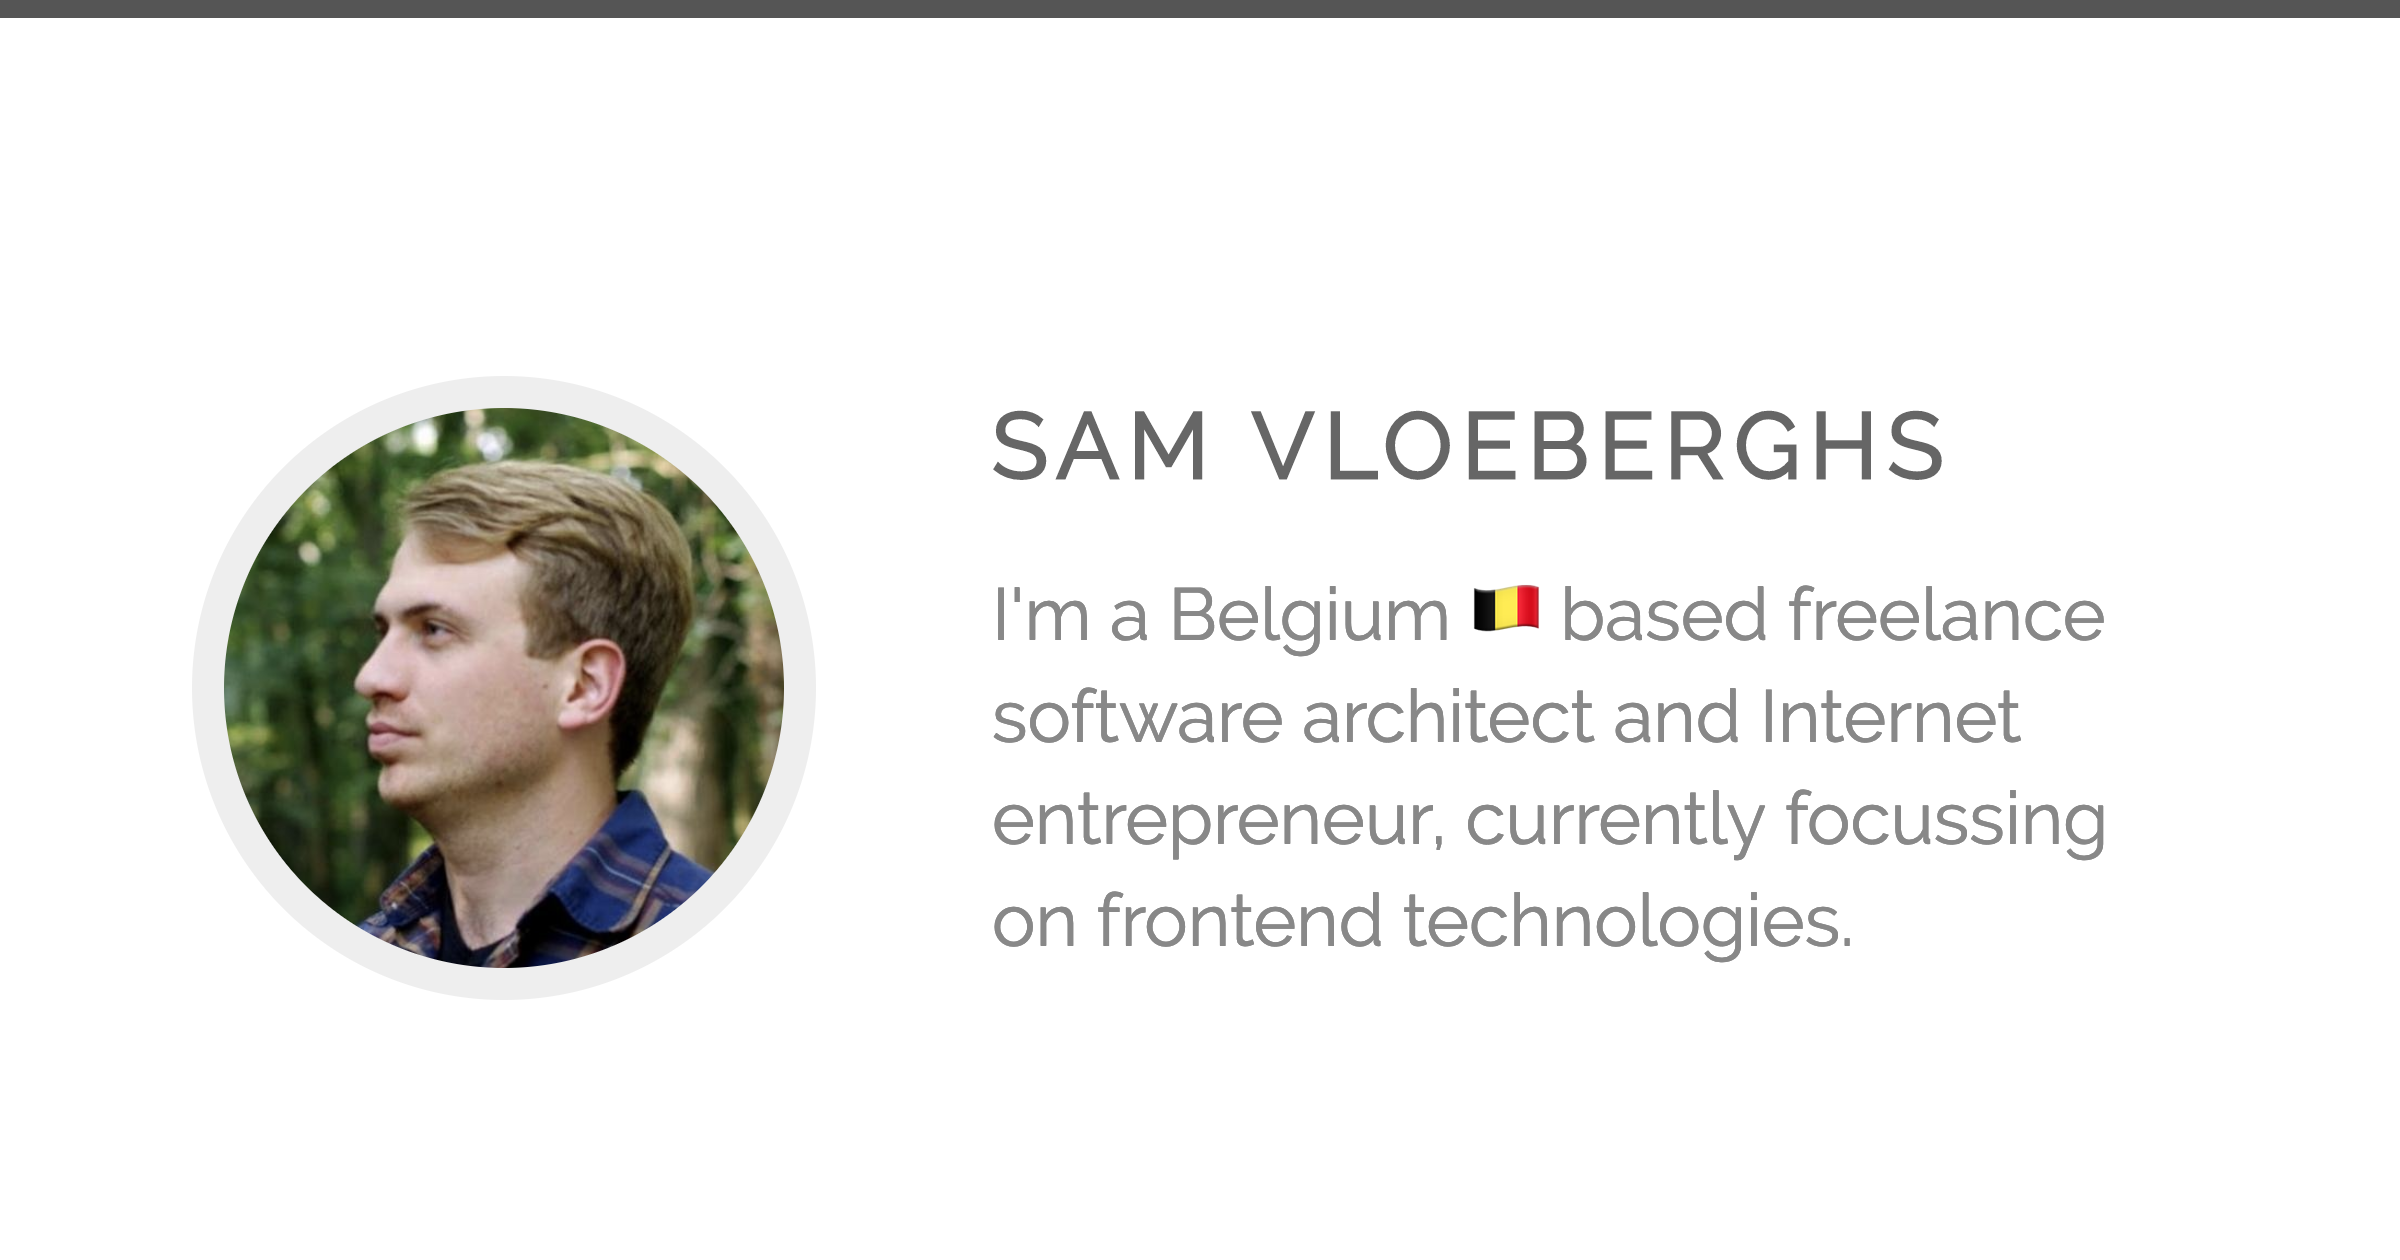 SAM VLOEBERGHS
I'm a Belgium 🇧🇪 based freelance
software architect and Internet
entrepreneur, currently focussing
on frontend technologies.